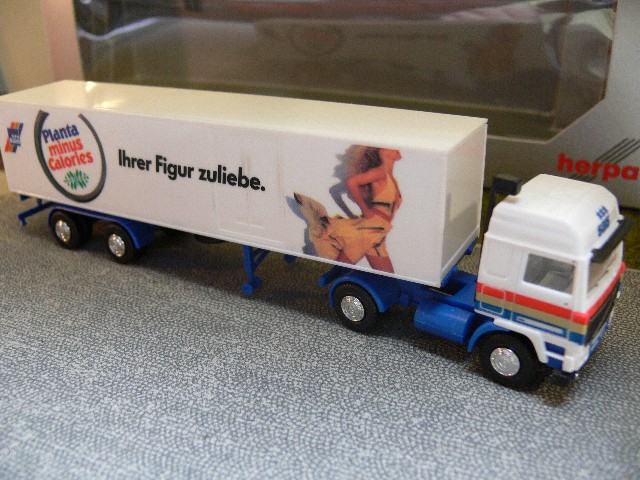 Planta
minus
Calories
Ihrer Figur zuliebe.
herpa